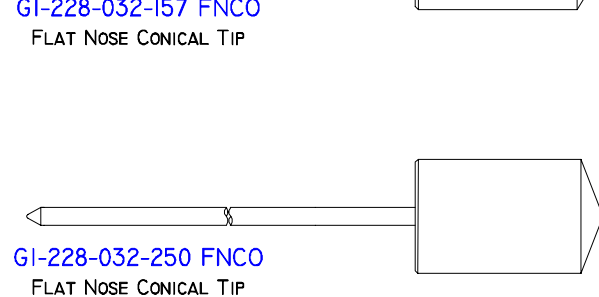 GI-228-032-157 FNCO
FLAT NOSE CONICAL TIP
GI-228-032-250 FNCO
FLAT NOSE CONICAL TIP